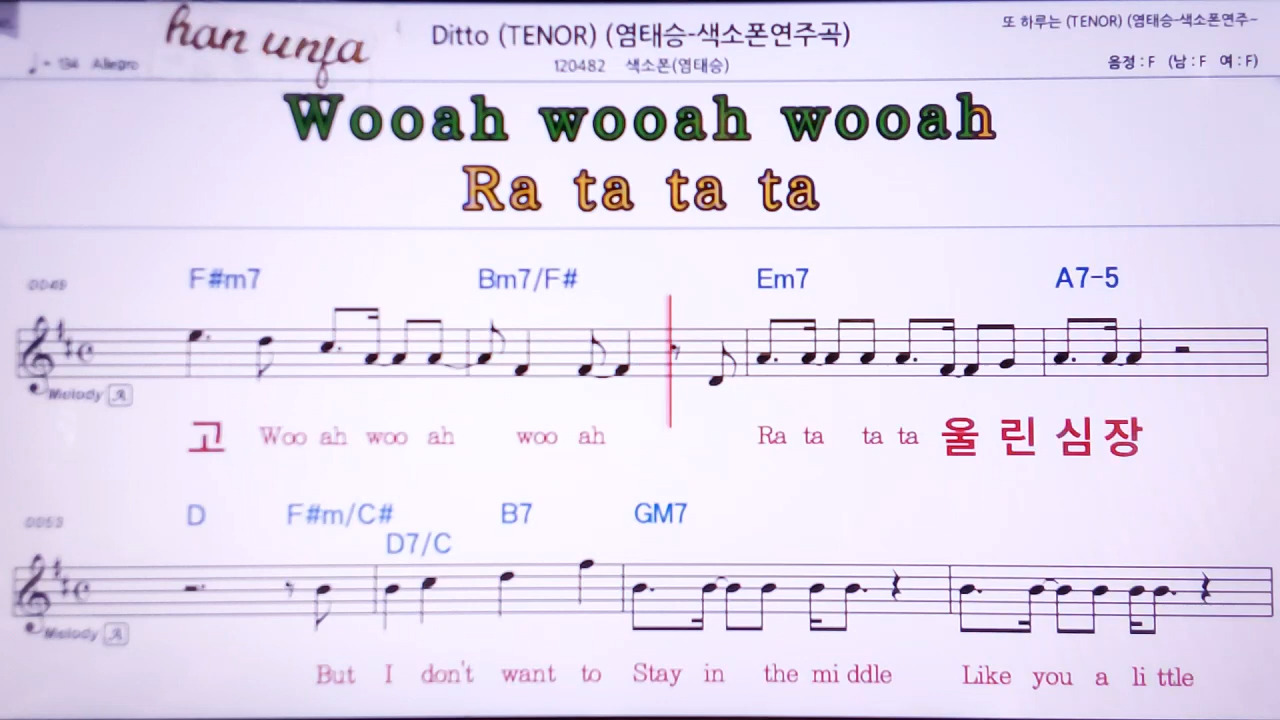 han unja
Ditto (TENOR) (염태승-색소폰연주곡)
또 하루는 (TENOR) (염태승-색소폰연주~
♩= 134 Allegro
120482 색소폰(염태승)
음정 : F (남 : F 여 : F)
Wooah wooah wooah
Ra ta ta ta
0049
F#m7 Bm7/F# Em7 A7-5
Melody A
고 Woo ah woo ah woo ah Ra ta ta ta 울 린 심 장
0053
D F#m/C# B7 GM7
D7/C
Melody A
But I don't want to Stay in the mi ddle Like you a li ttle